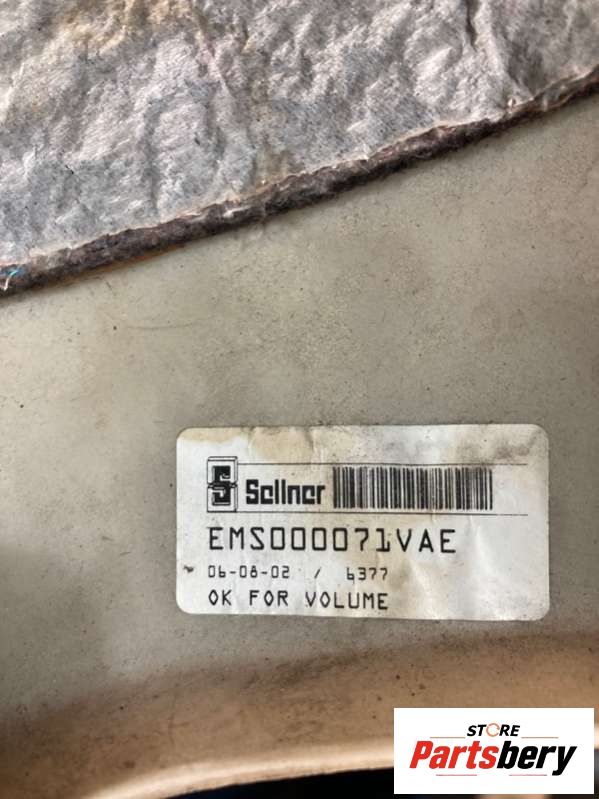 S Sellner
EMS000071VAE
06-08-02 / 6377
OK FOR VOLUME
STORE
Partsbery